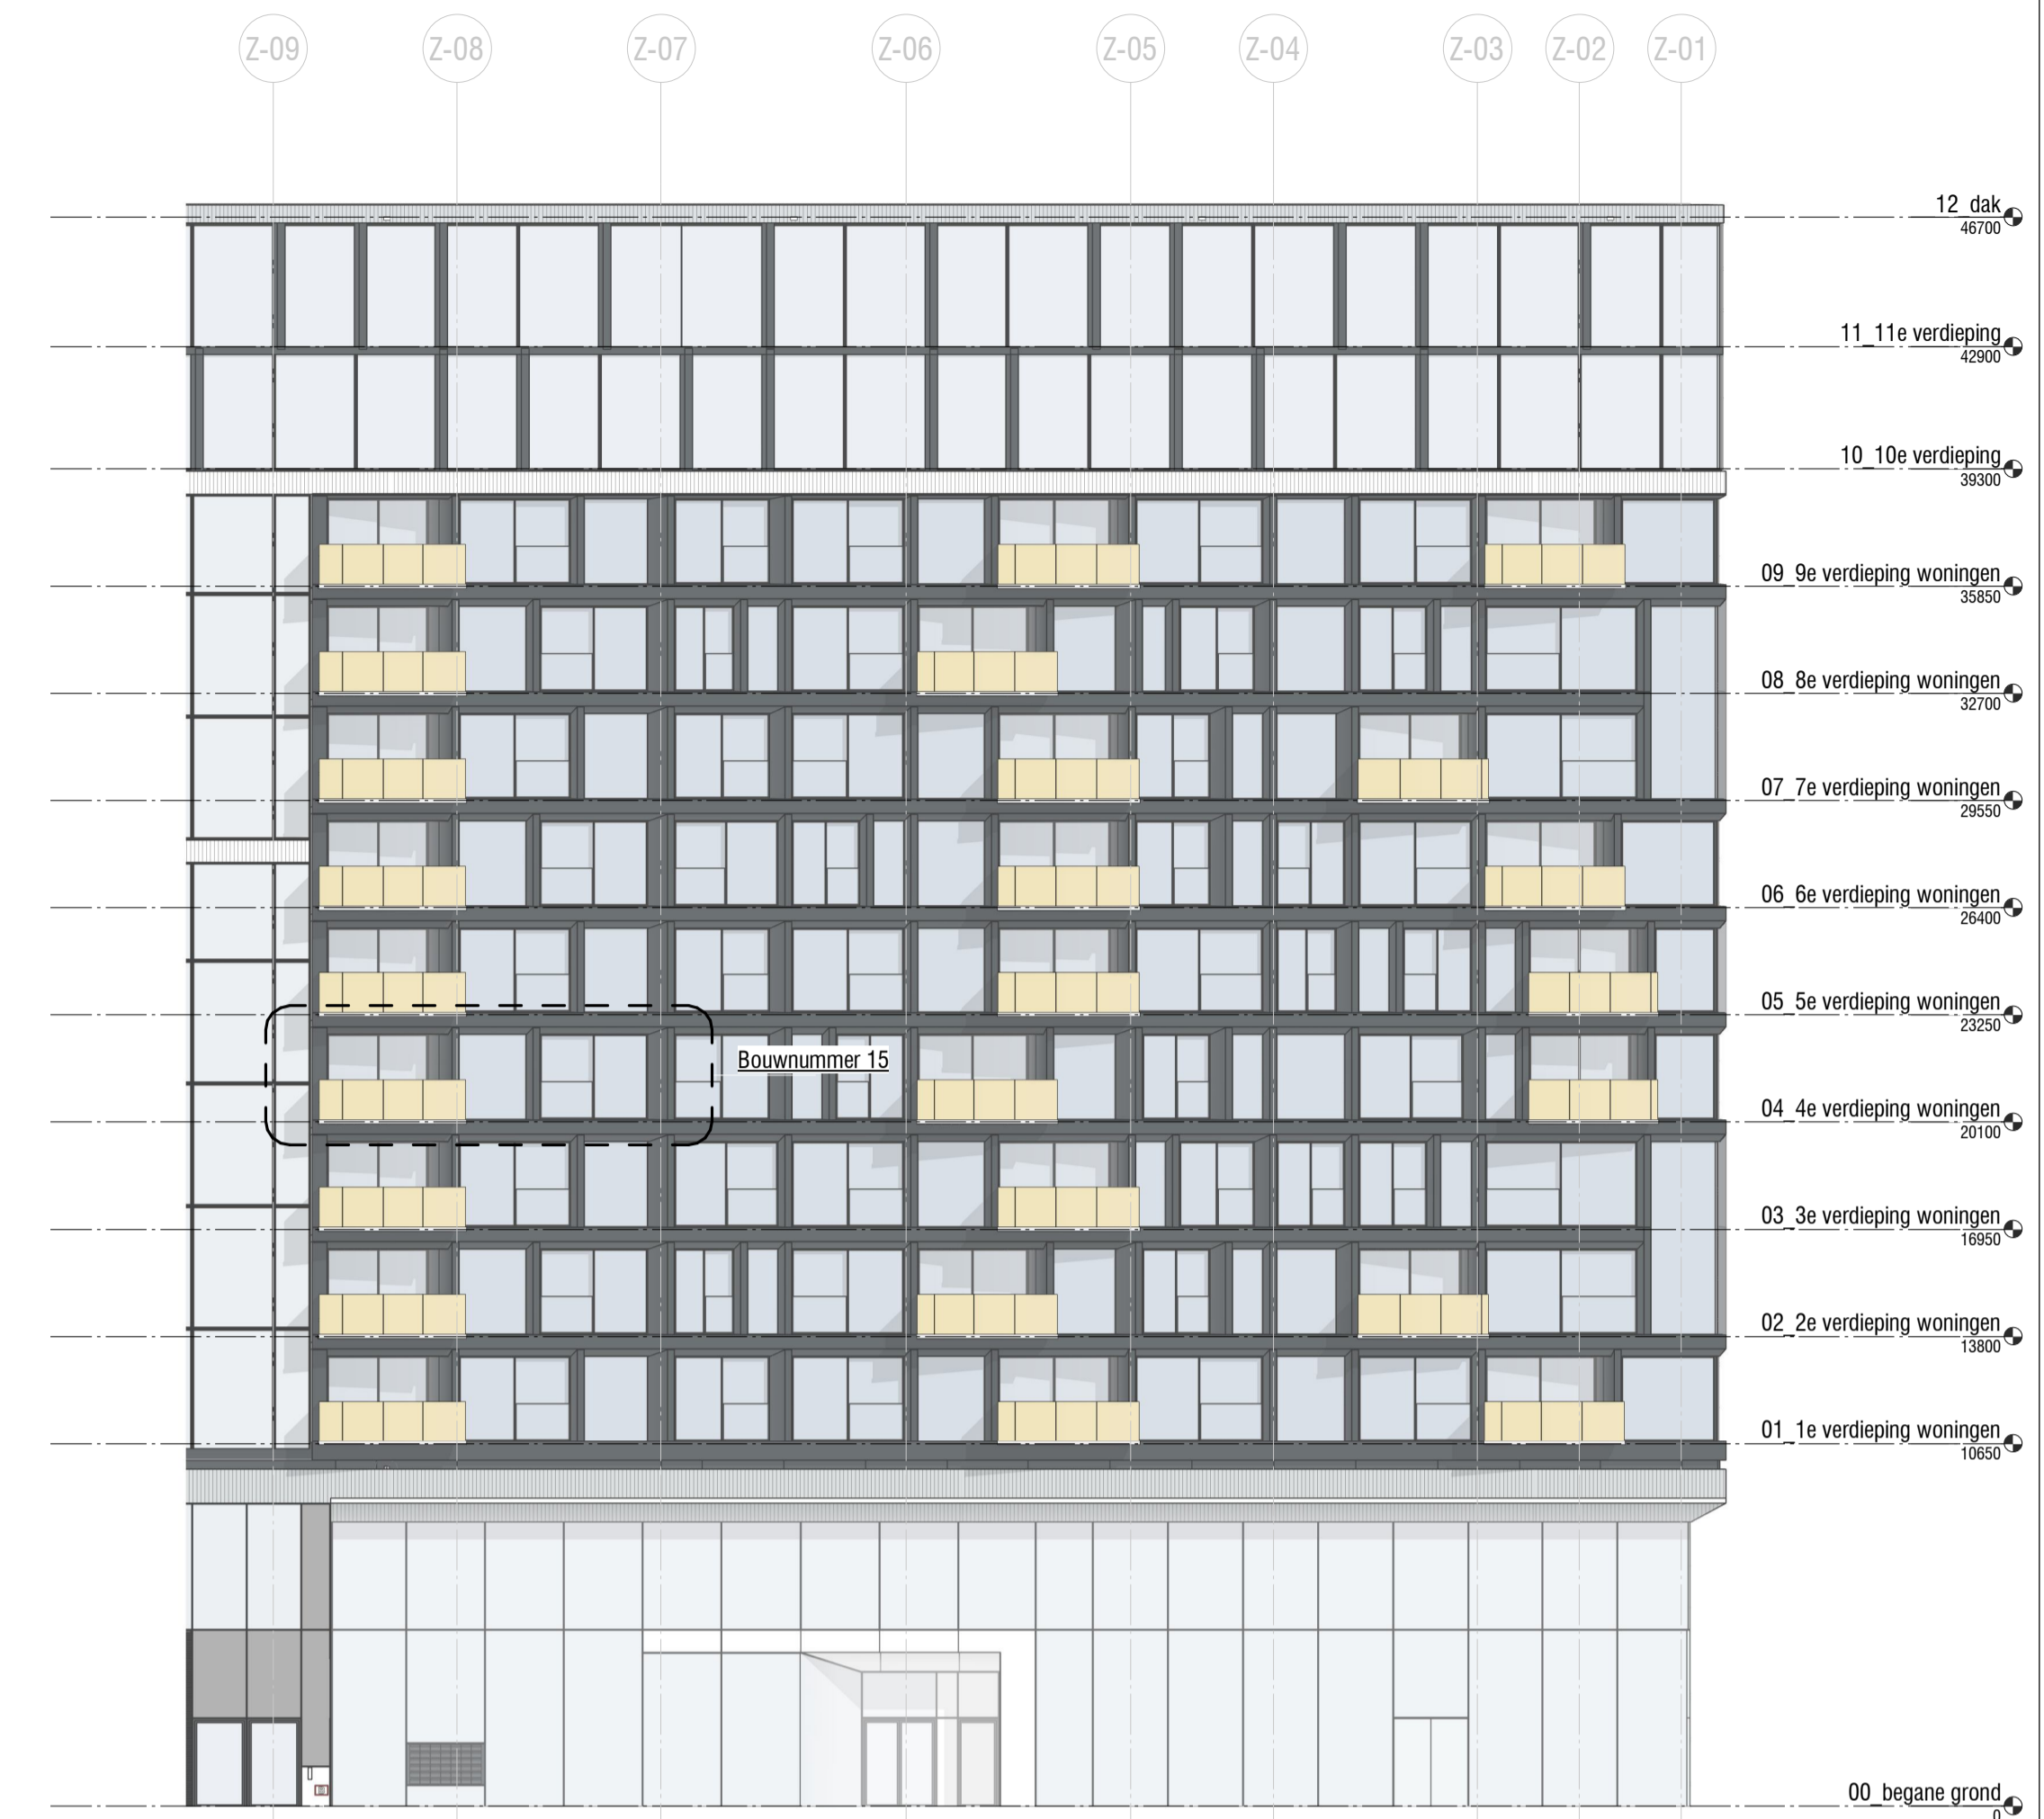 Z-09 Z-08 Z-07 Z-06 Z-05 Z-04 Z-03 Z-02 Z-01
12_dak
46700
11_11e verdieping
42900
10_10e verdieping
39300
09_9e verdieping woningen
35850
08_8e verdieping woningen
32700
07_7e verdieping woningen
29550
06_6e verdieping woningen
26400
05_5e verdieping woningen
23250
Bouwnummer 15
04_4e verdieping woningen
20100
03_3e verdieping woningen
16950
02_2e verdieping woningen
13800
01_1e verdieping woningen
10650
00_begane grond
0